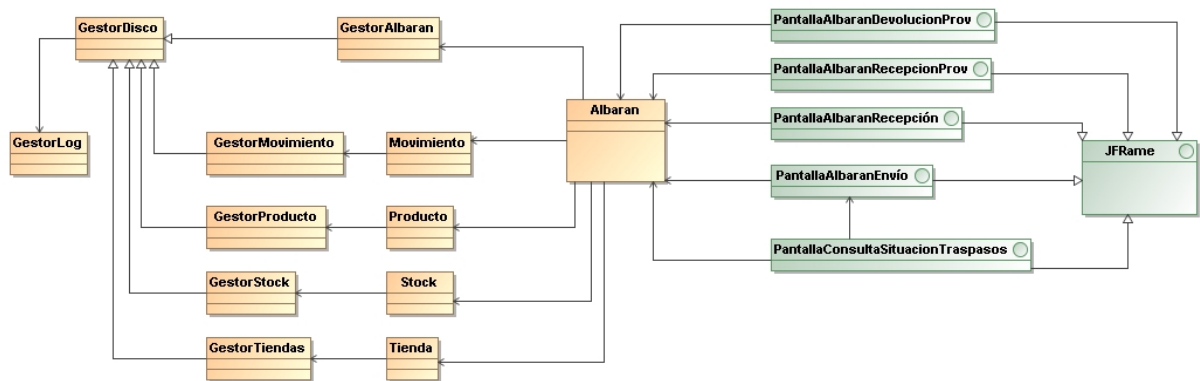 GestorDisco
GestorAlbaran
PantallaAlbaranDevolucionProv
PantallaAlbaranRecepcionProv
Albaran
PantallaAlbaranRecepción
GestorLog
GestorMovimiento
Movimiento
JFRame
PantallaAlbaranEnvío
GestorProducto
Producto
PantallaConsultaSituacionTraspasos
GestorStock
Stock
GestorTiendas
Tienda